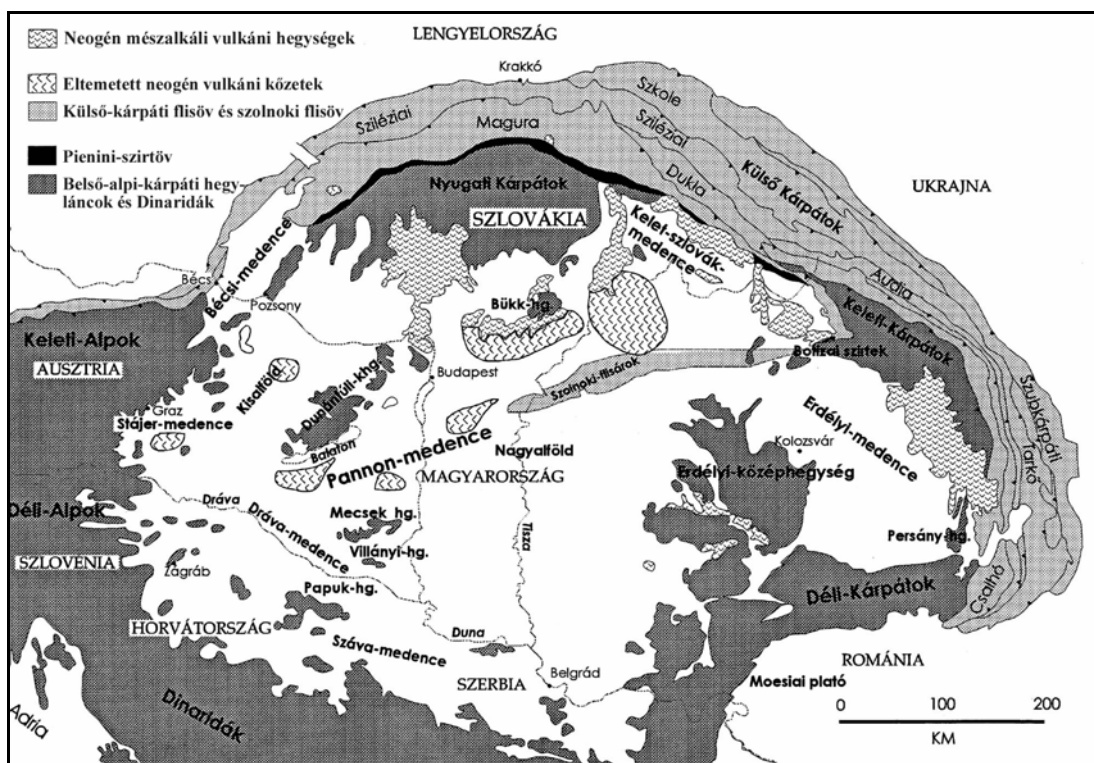 Neogén mészalkáli vulkáni hegységek
Eltemetett neogén vulkáni kőzetek
Külső-kárpáti flisöv és szolnoki flisöv
Pienini-szirtöv
Belső-alpi-kárpáti hegy-
láncok és Dinaridák
LENGYELORSZÁG
Krakkó
Szkole
Sziléziai
Sziléziai
Magura
Dukla
Külső Kárpátok
UKRAJNA
Nyugati Kárpátok
SZLOVÁKIA
Kelet-szlovák-
medence
Audia
Bécsi-medence
Bécs
Pozsony
Bükk-hg.
Keleti-Kárpátok
Keleti-Alpok
AUSZTRIA
Botizai szirtek
Budapest
Szolnoki-flisárok
Kisalföld
Dunántúli-khg.
Graz
Stájer-medence
Balaton
Pannon-medence
Nagyalföld
MAGYARORSZÁG
Kolozsvár
Erdélyi-medence
Erdélyi-középhegység
Szubkárpáti
Tarkó
Dráva
Dráva-medence
Mecsek hg.
Villányi-hg.
Tisza
Persány-hg.
Déli-Alpok
SZLOVÉNIA
Zágráb
Papuk-hg.
Déli-Kárpátok
Csalhó
HORVÁTORSZÁG
Duna
Száva-medence
Belgrád
ROMÁNIA
SZERBIA
Moesiai plató
Dinaridák
Adria
0 100 200
KM